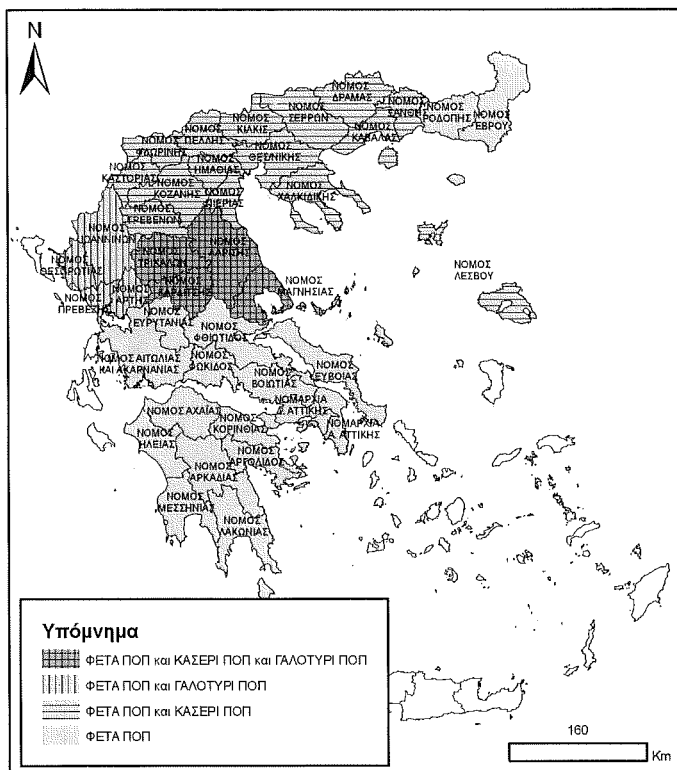 N
ΝΟΜΟΣ
ΔΡΑΜΑΣ
ΝΟΜΟΣ
ΞΑΝΘΗΣ
ΝΟΜΟΣ
ΡΟΔΟΠΗΣ
ΝΟΜΟΣ
ΕΒΡΟΥ
ΝΟΜΟΣ
ΣΕΡΡΩΝ
ΝΟΜΟΣ
ΚΑΒΑΛΑΣ
ΝΟΜΟΣ
ΚΙΛΚΙΣ
ΝΟΜΟΣ
ΠΕΛΛΗΣ
ΝΟΜΟΣ
ΘΕΣΝΙΚΗΣ
ΝΟΜΟΣ
ΦΛΩΡΙΝΗΣ
ΝΟΜΟΣ
ΗΜΑΘΙΑΣ
ΝΟΜΟΣ
ΚΑΣΤΟΡΙΑΣ
ΝΟΜΟΣ
ΚΟΖΑΝΗΣ
ΝΟΜΟΣ
ΠΙΕΡΙΑΣ
ΝΟΜΟΣ
ΧΑΛΚΙΔΙΚΗΣ
ΝΟΜΟΣ
ΓΡΕΒΕΝΩΝ
ΝΟΜΟΣ
ΙΩΑΝΝΙΝΩΝ
ΝΟΜΟΣ
ΛΑΡΙΣΗΣ
ΝΟΜΟΣ
ΤΡΙΚΑΛΩΝ
ΝΟΜΟΣ
ΘΕΣΠΡΩΤΙΑΣ
ΝΟΜΟΣ
ΛΕΣΒΟΥ
ΝΟΜΟΣ
ΚΑΡΔΙΤΣΗΣ
ΝΟΜΟΣ
ΜΑΓΝΗΣΙΑΣ
ΝΟΜΟΣ
ΑΡΤΗΣ
ΝΟΜΟΣ
ΠΡΕΒΕΖΗΣ
ΝΟΜΟΣ
ΕΥΡΥΤΑΝΙΑΣ
ΝΟΜΟΣ
ΦΘΙΩΤΙΔΟΣ
ΝΟΜΟΣ ΑΙΤΩΛΙΑΣ
ΚΑΙ ΑΚΑΡΝΑΝΙΑΣ
ΝΟΜΟΣ
ΦΩΚΙΔΟΣ
ΝΟΜΟΣ
ΒΟΙΩΤΙΑΣ
ΝΟΜΟΣ
ΕΥΒΟΙΑΣ
ΝΟΜΑΡΧΙΑ
Δ. ΑΤΤΙΚΗΣ
ΝΟΜΑΡΧΙΑ
Α. ΑΤΤΙΚΗΣ
ΝΟΜΟΣ ΑΧΑΪΑΣ
ΝΟΜΟΣ
ΚΟΡΙΝΘΙΑΣ
ΝΟΜΟΣ
ΗΛΕΙΑΣ
ΝΟΜΟΣ
ΑΡΓΟΛΙΔΟΣ
ΝΟΜΟΣ
ΑΡΚΑΔΙΑΣ
ΝΟΜΟΣ
ΜΕΣΣΗΝΙΑΣ
ΝΟΜΟΣ
ΛΑΚΩΝΙΑΣ
Υπόμνημα
ΦΕΤΑ ΠΟΠ και ΚΑΣΕΡΙ ΠΟΠ και ΓΑΛΟΤΥΡΙ ΠΟΠ
ΦΕΤΑ ΠΟΠ και ΓΑΛΟΤΥΡΙ ΠΟΠ
ΦΕΤΑ ΠΟΠ και ΚΑΣΕΡΙ ΠΟΠ
ΦΕΤΑ ΠΟΠ
160
Km